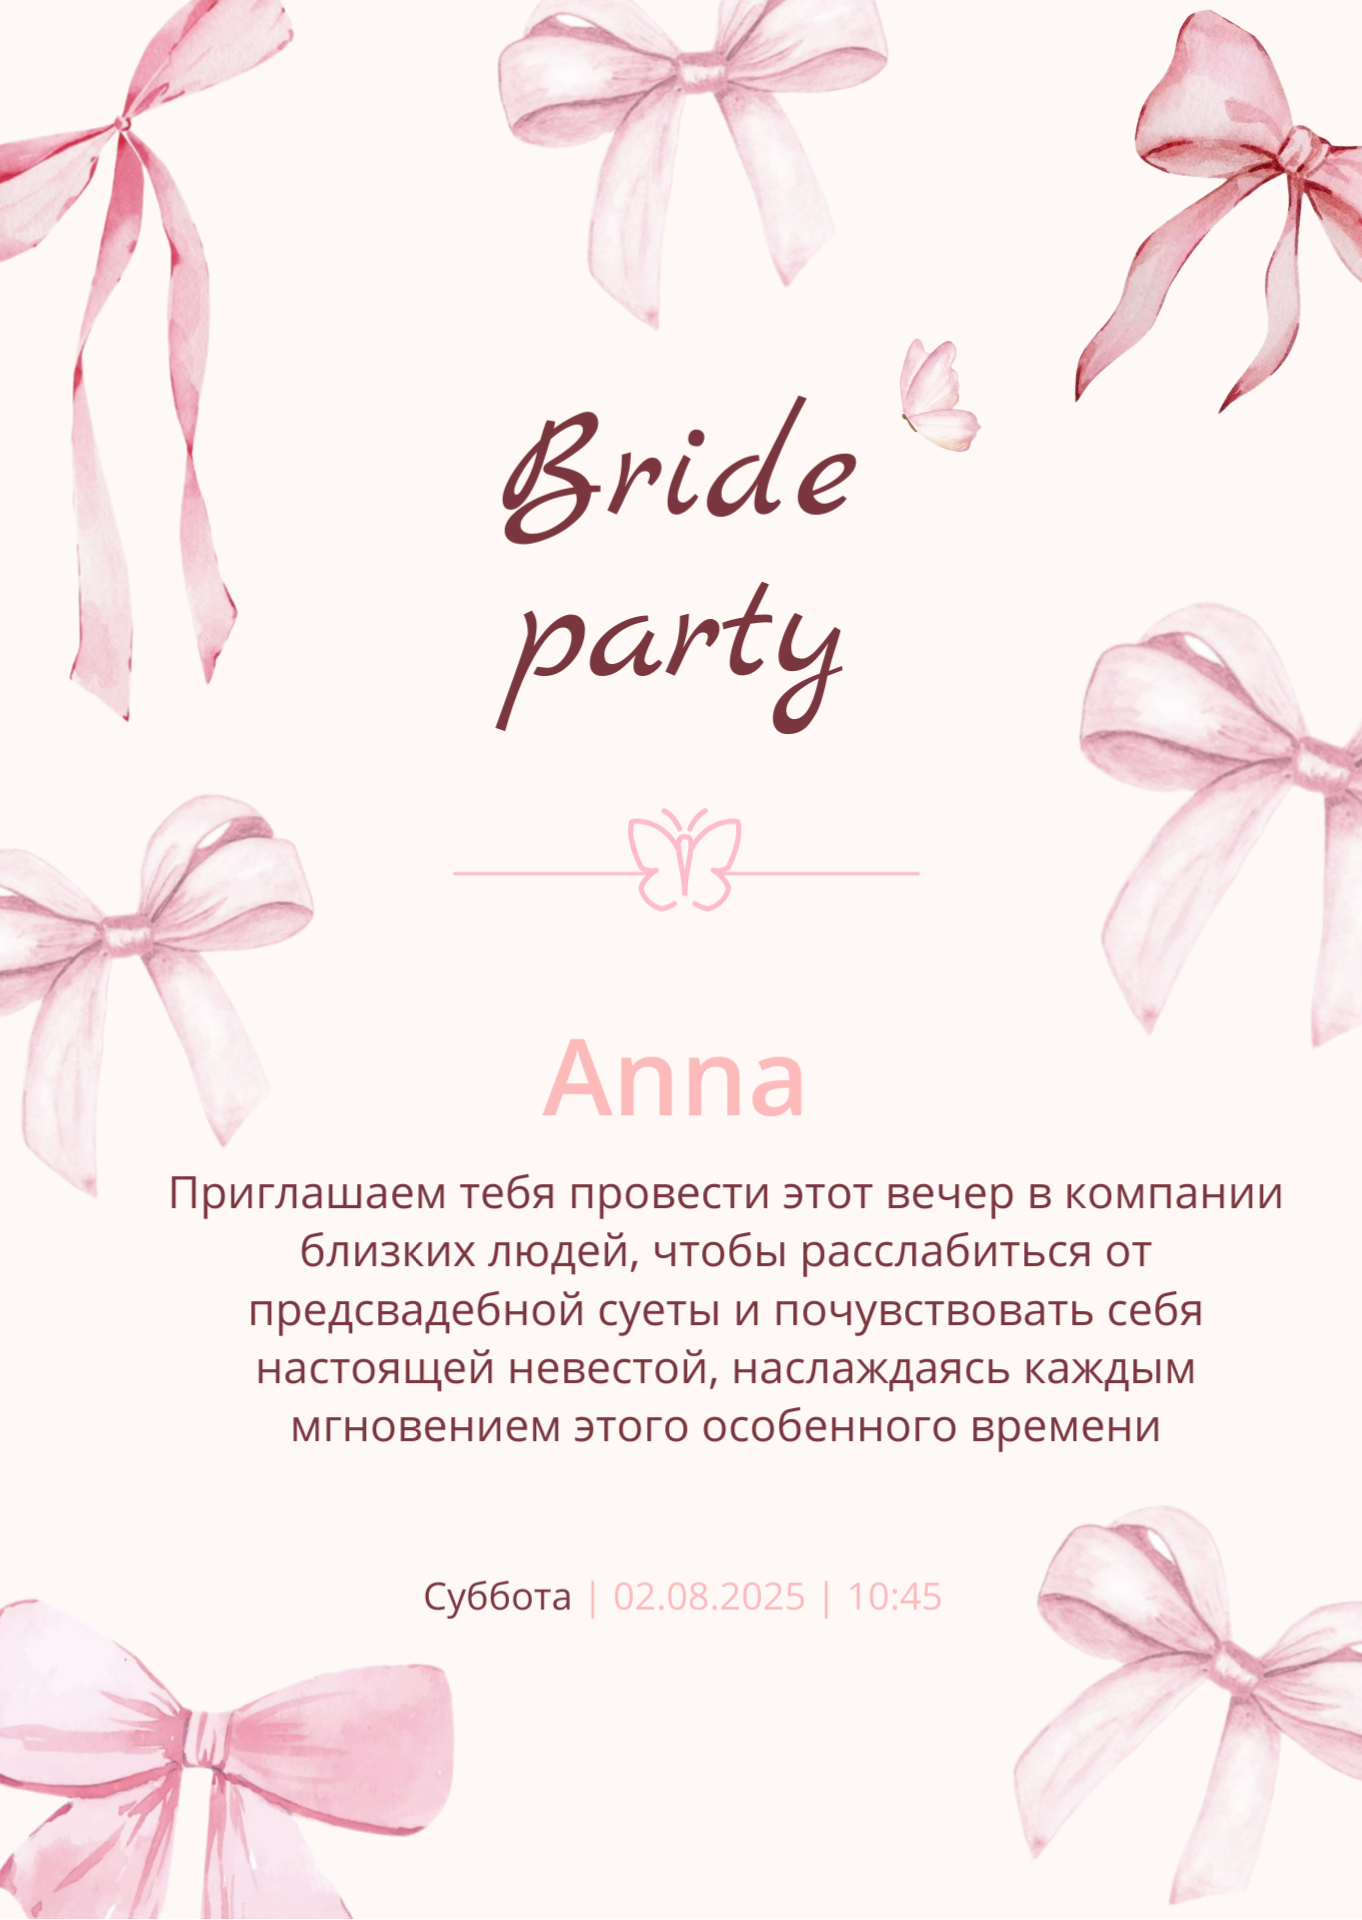 Bride
party
Anna
Приглашаем тебя провести этот вечер в компании
близких людей, чтобы расслабиться от
предсвадебной суеты и почувствовать себя
настоящей невестой, наслаждаясь каждым
мгновением этого особенного времени
Суббота | 02.08.2025 | 10:45